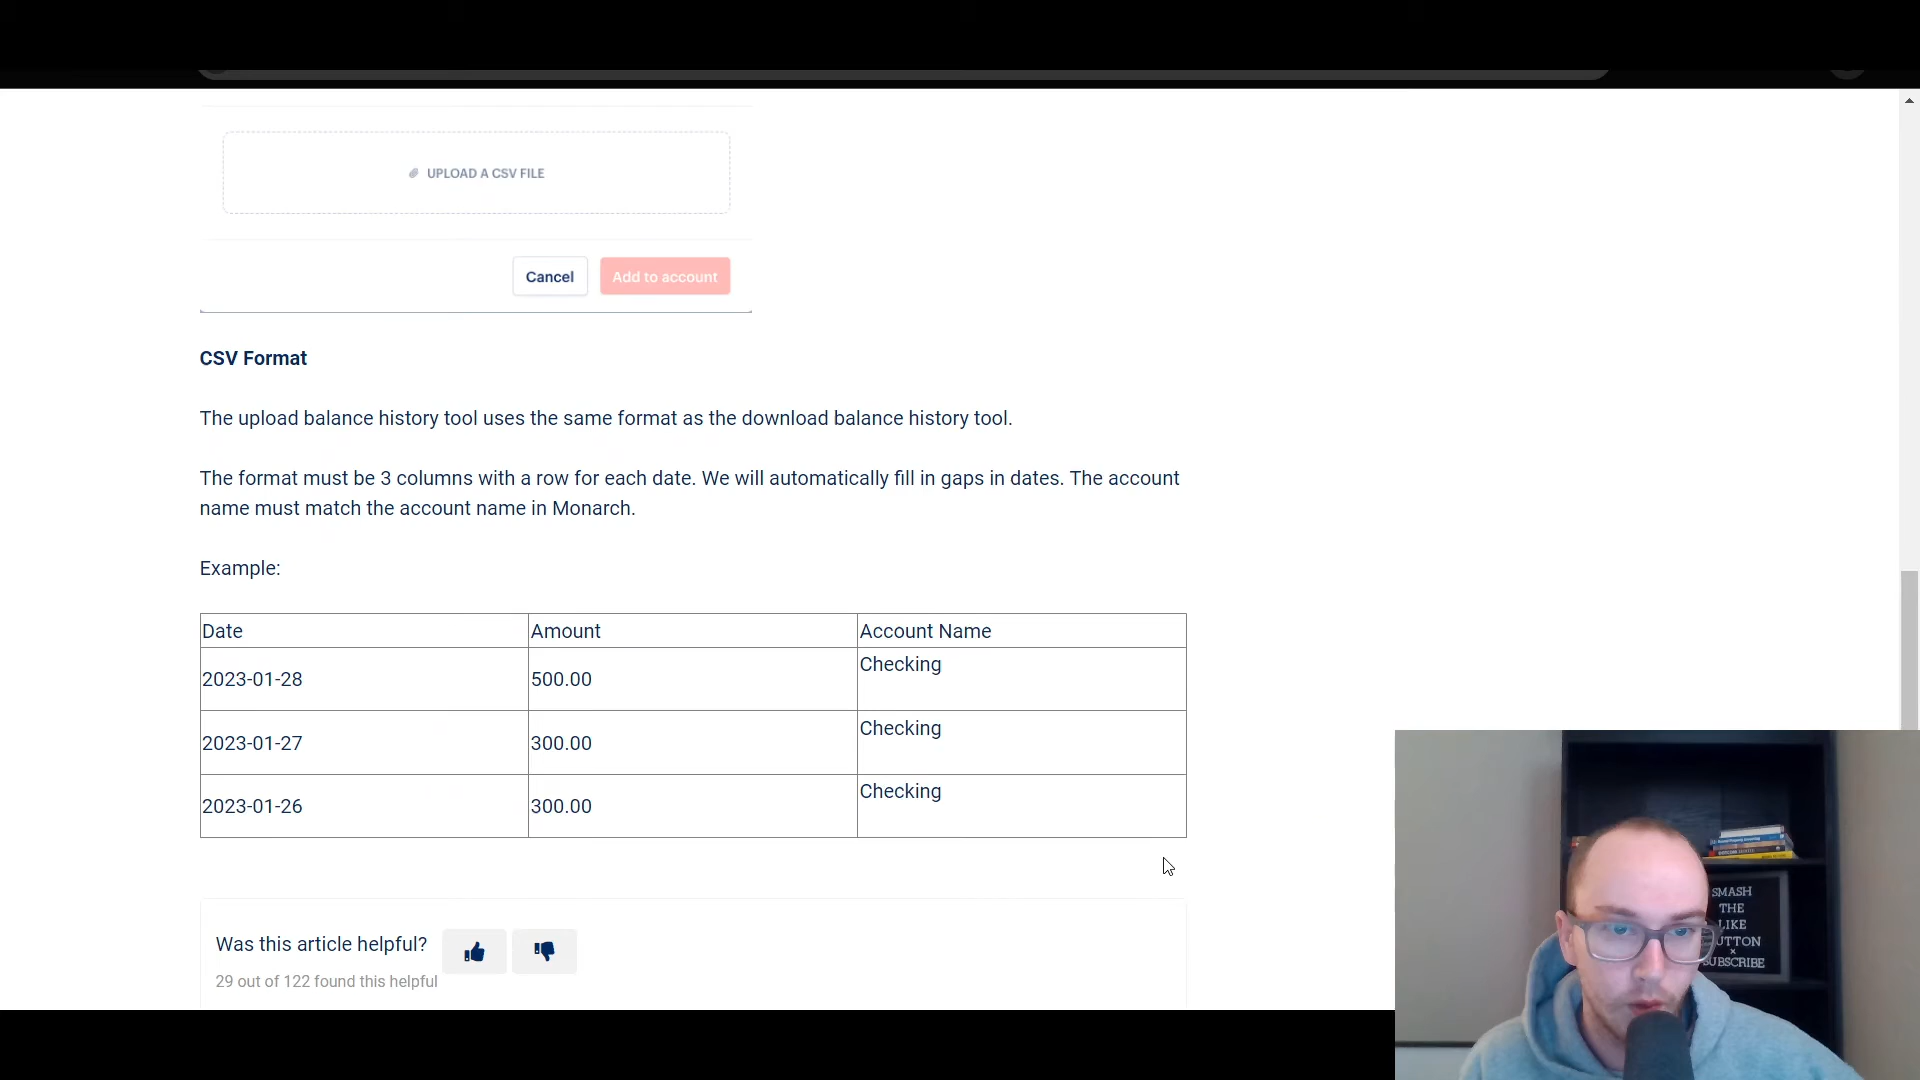 UPLOAD A CSV FILE
Cancel
Add to account
CSV Format
The upload balance history tool uses the same format as the download balance history tool.
The format must be 3 columns with a row for each date. We will automatically fill in gaps in dates. The account
name must match the account name in Monarch.
Example:
Date Amount Account Name
2023-01-28 500.00 Checking
2023-01-27 300.00 Checking
2023-01-26 300.00 Checking
Was this article helpful?
29 out of 122 found this helpful
SMASH
THE
LIKE
UTTON
×
SUBSCRIBE